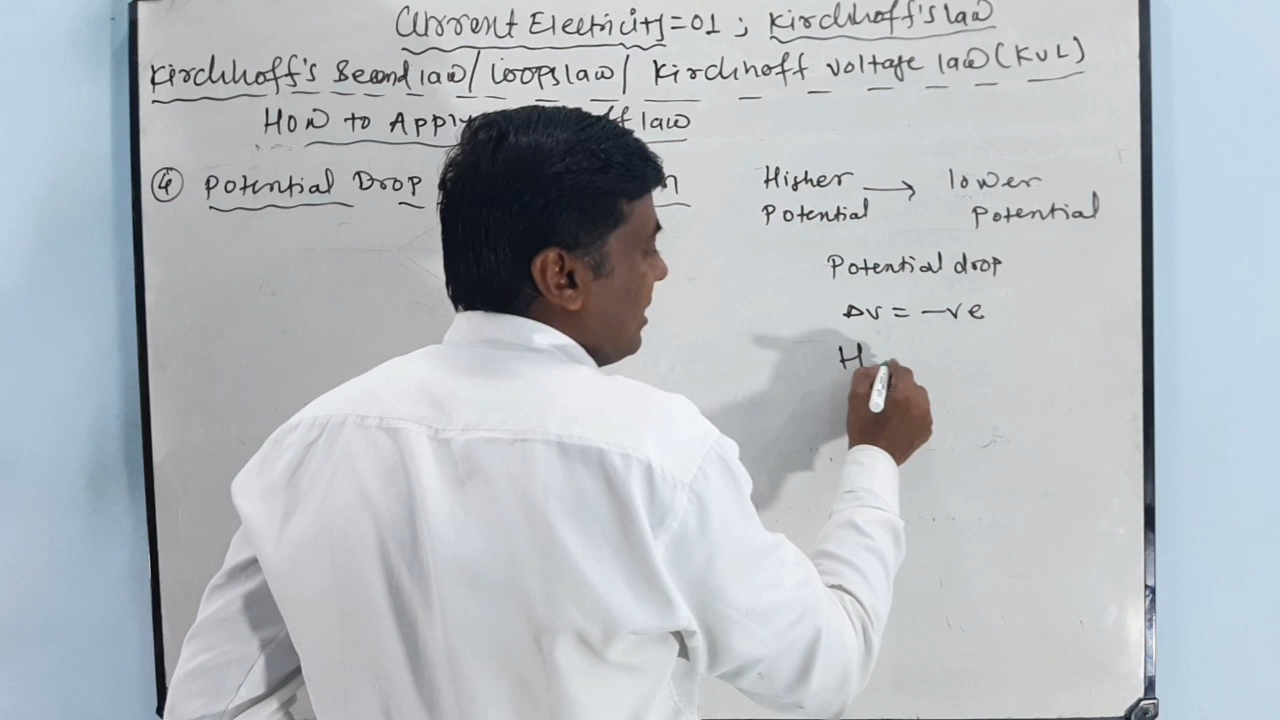 Current Electricity=01; Kirchhoff's law
Kirchhoff's Second law/ Loops law/ Kirchhoff voltage law (KVL)
How to Apply law
④ Potential Drop
Higher Potential → lower Potential
Potential drop
ΔV = -ve
H